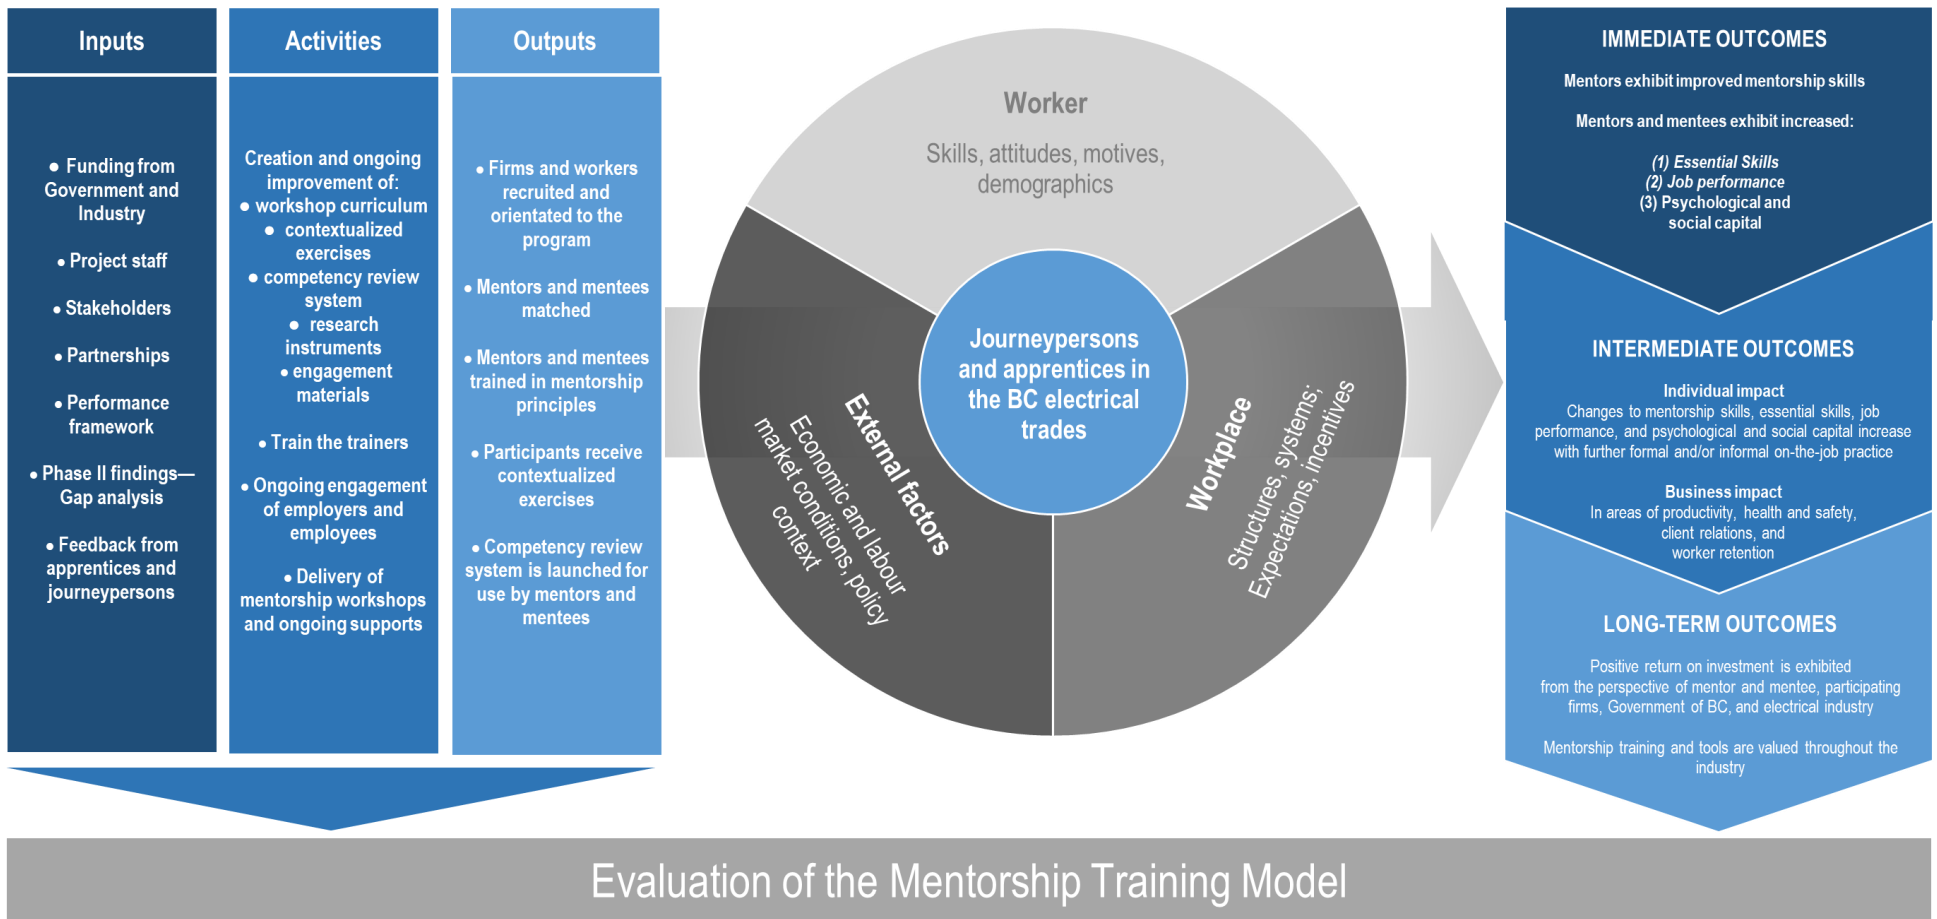 Inputs
● Funding from
Government and
Industry
● Project staff
● Stakeholders
● Partnerships
● Performance
framework
● Phase II findings—
Gap analysis
● Feedback from
apprentices and
journeypersons
Activities
Creation and ongoing
improvement of:
● workshop curriculum
● contextualized
exercises
● competency review
system
● research
instruments
● engagement
materials
● Train the trainers
● Ongoing engagement
of employers and
employees
● Delivery of
mentorship workshops
and ongoing supports
Outputs
● Firms and workers
recruited and
orientated to the
program
● Mentors and mentees
matched
● Mentors and mentees
trained in mentorship
principles
● Participants receive
contextualized
exercises
● Competency review
system is launched for
use by mentors and
mentees
Worker
Skills, attitudes, motives,
demographics
Journeypersons
and apprentices in
the BC electrical
trades
External factors
Economic and labour
market conditions, policy
context
Workplace
Structures, systems;
Expectations, incentives
IMMEDIATE OUTCOMES
Mentors exhibit improved mentorship skills
Mentors and mentees exhibit increased:
(1) Essential Skills
(2) Job performance
(3) Psychological and
social capital
INTERMEDIATE OUTCOMES
Individual impact
Changes to mentorship skills, essential skills, job
performance, and psychological and social capital increase
with further formal and/or informal on-the-job practice
Business impact
In areas of productivity, health and safety,
client relations, and
worker retention
LONG-TERM OUTCOMES
Positive return on investment is exhibited
from the perspective of mentor and mentee, participating
firms, Government of BC, and electrical industry
Mentorship training and tools are valued throughout the
industry
Evaluation of the Mentorship Training Model